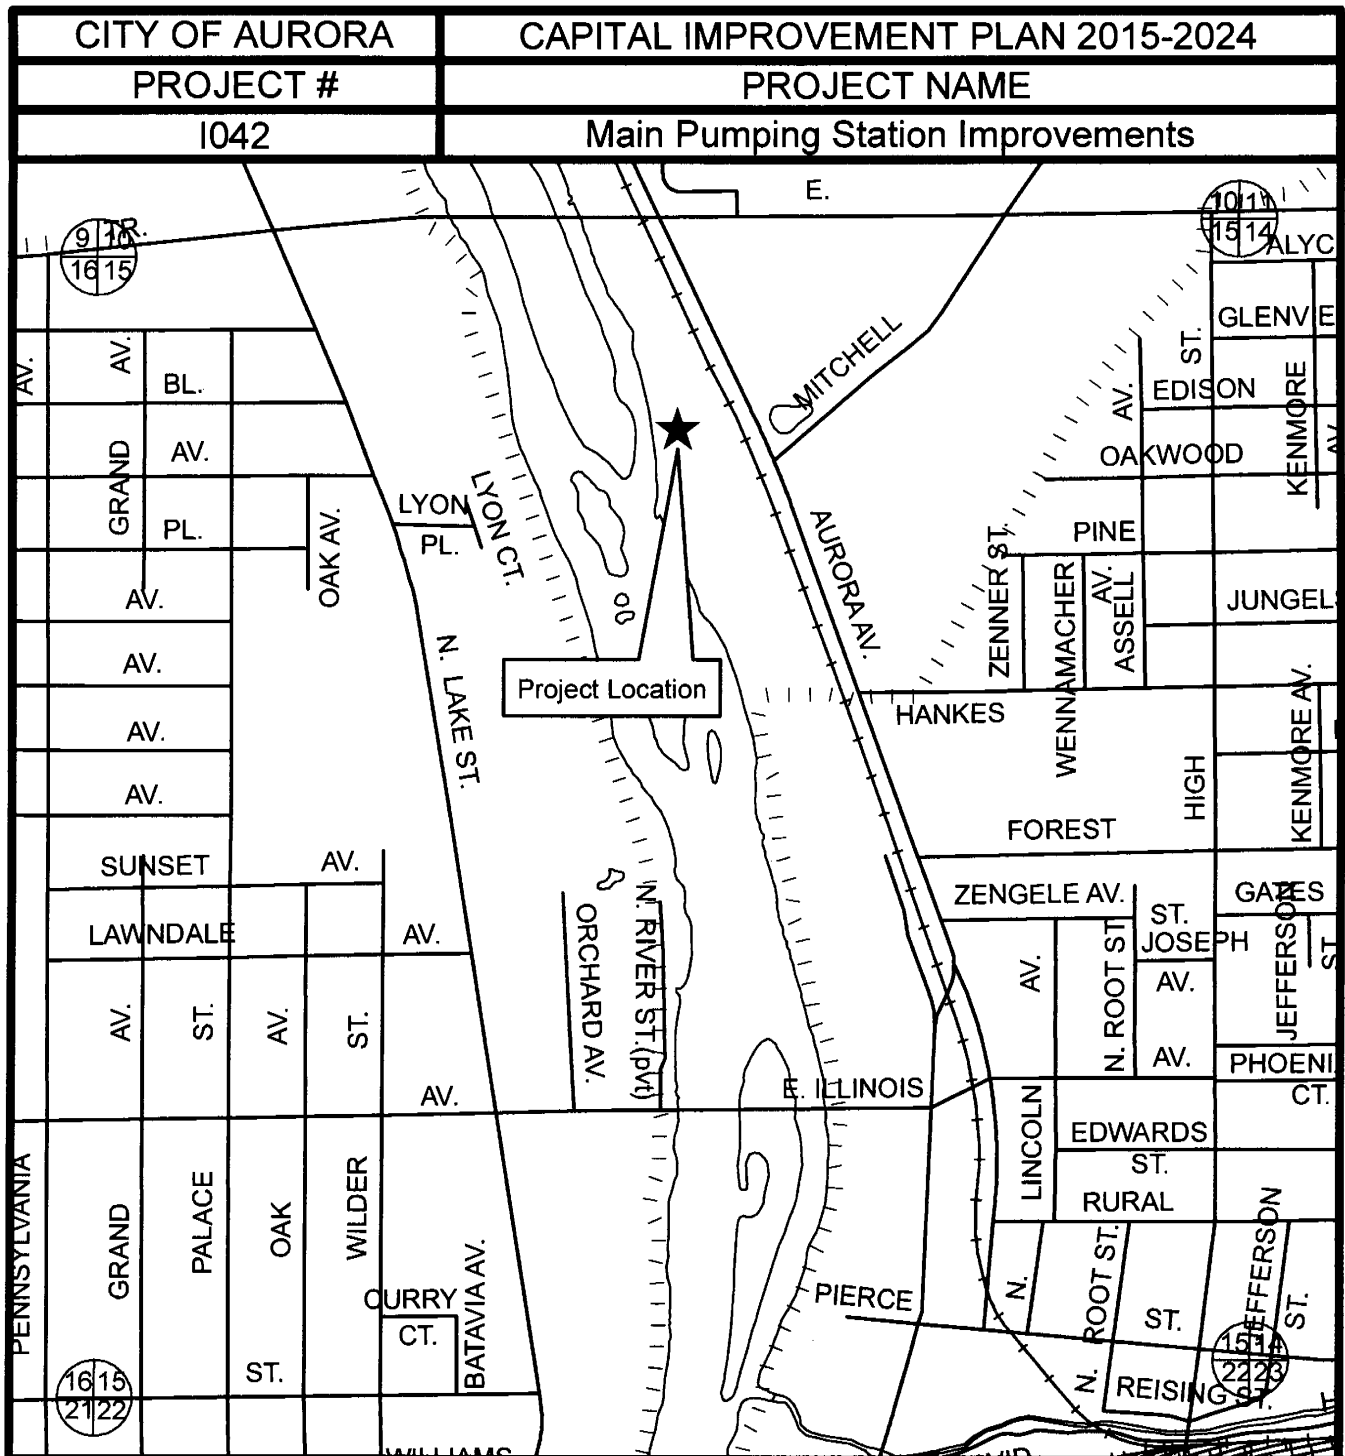 CITY OF AURORA
CAPITAL IMPROVEMENT PLAN 2015-2024
PROJECT #
PROJECT NAME
I042
Main Pumping Station Improvements
E.
TR.
9 10
16 15
10 11
15 14
ALYC
GLENVIE
AV.
AV.
BL.
MITCHELL
ST.
AV.
EDISON
KENMORE
AV.
GRAND
AV.
OAKWOOD
LYON
PL.
LYON CT.
PL.
OAK AV.
AURORA AV.
PINE
ZENNER ST.
WENNAMACHER
AV.
ASSELL
JUNGELS
AV.
AV.
N. LAKE ST.
Project Location
HANKES
KENMORE AV.
AV.
HIGH
AV.
FOREST
SUNSET
AV.
ZENGELE AV.
GATES
LAWNDALE
AV.
ORCHARD AV.
N. RIVER ST.(pvt)
ST.
JOSEPH
AV.
N. ROOT ST.
AV.
JEFFERSON
ST.
AV.
ST.
AV.
ST.
AV.
PHOENI
CT.
AV.
E. ILLINOIS
LINCOLN
EDWARDS
ST.
RURAL
PENNSYLVANIA
GRAND
PALACE
OAK
WILDER
BATAVIA AV.
CURRY
CT.
PIERCE
N.
ROOT ST.
N.
ST.
JEFFERSON
ST.
15 14
22 23
16 15
21 22
ST.
REISING ST.
WILLIAMS